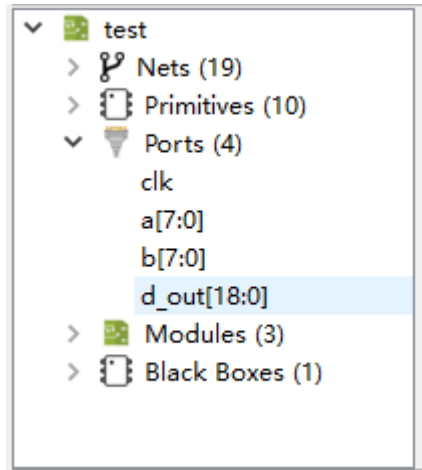 test
Nets (19)
Primitives (10)
Ports (4)
clk
a[7:0]
b[7:0]
d_out[18:0]
Modules (3)
Black Boxes (1)